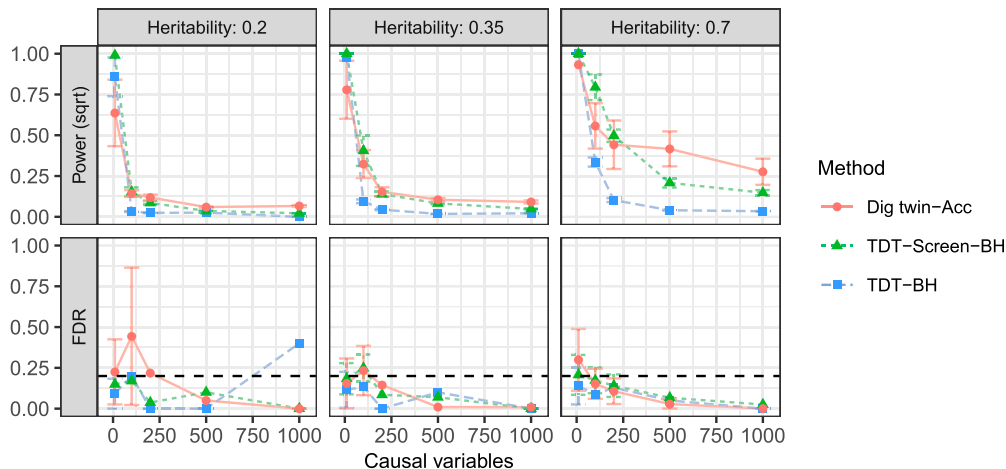 Heritability: 0.2
Heritability: 0.35
Heritability: 0.7
Power (sqrt)
1.00
0.75
0.50
0.25
0.00
FDR
1.00
0.75
0.50
0.25
0.00
0 250 500 750 1000
0 250 500 750 1000
0 250 500 750 1000
Causal variables
Method
Dig twin−Acc
TDT−Screen−BH
TDT−BH